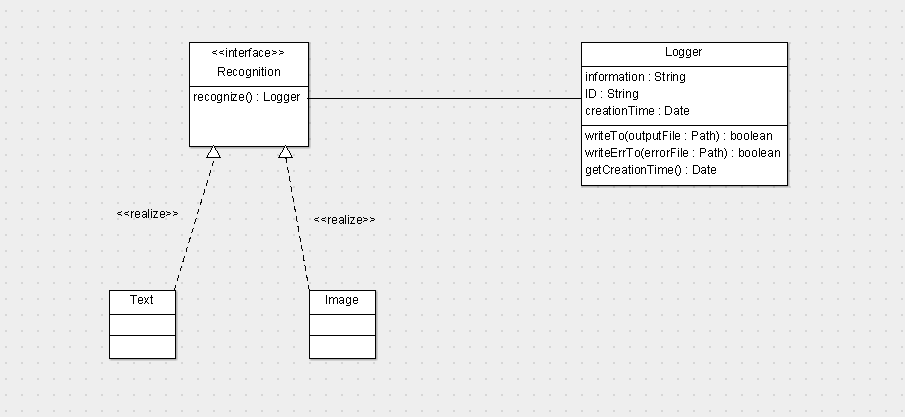 <<interface>>
Recognition
recognize() : Logger
Logger
information : String
ID : String
creationTime : Date
writeTo(outputFile : Path) : boolean
writeErrTo(errorFile : Path) : boolean
getCreationTime() : Date
<<realize>>
<<realize>>
Text
Image